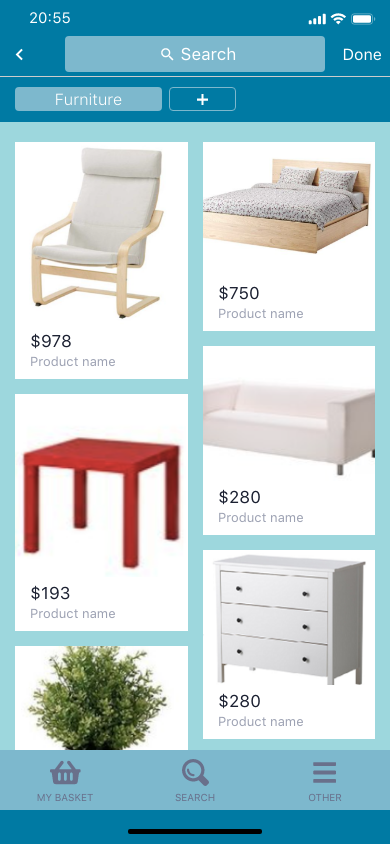 20:55
Search
Done
Furniture
+
$978
Product name
$750
Product name
$280
Product name
$193
Product name
$280
Product name
MY BASKET
SEARCH
OTHER